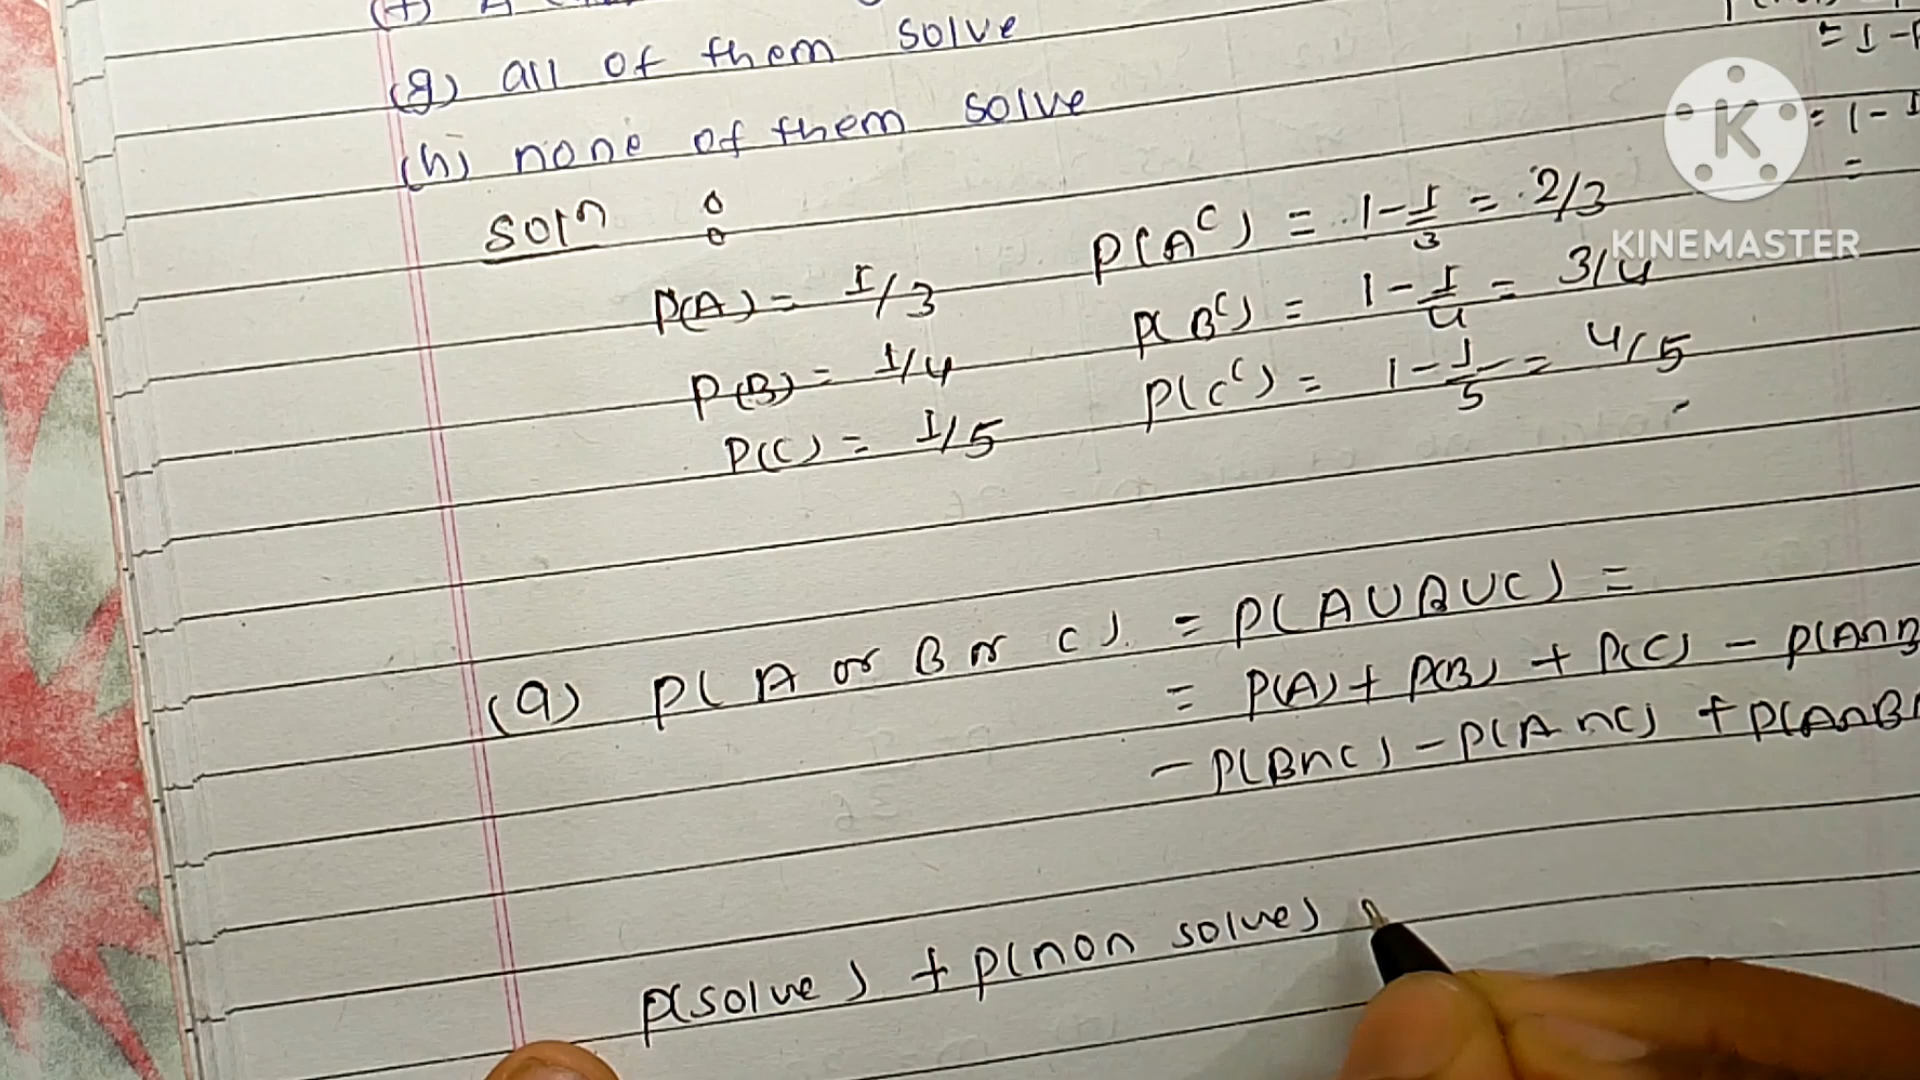 (g) all of them solve
(h) none of them solve
= 1 -
soln :
P(A) = 1/3
P(B) = 1/4
P(C) = 1/5
P(A^c) = 1 - 1/3 = 2/3
P(B^c) = 1 - 1/4 = 3/4
P(C^c) = 1 - 1/5 = 4/5
KINEMASTER
(a) P(A or B or C) = P(A∪B∪C) =
= P(A) + P(B) + P(C) - P(A∩B
- P(B∩C) - P(A∩C) + P(A∩B∩
P(solve) + P(non solve)